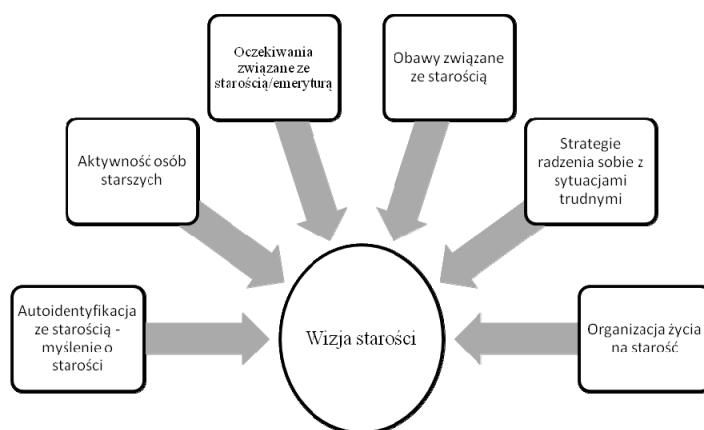 Oczekiwania
związane ze
starością/emeryturą
Obawy związane
ze starością
Aktywność osób
starszych
Strategie
radzenia sobie z
sytuacjami
trudnymi
Autoidentyfikacja
ze starością -
myślenie o
starości
Wizja starości
Organizacja życia
na starość